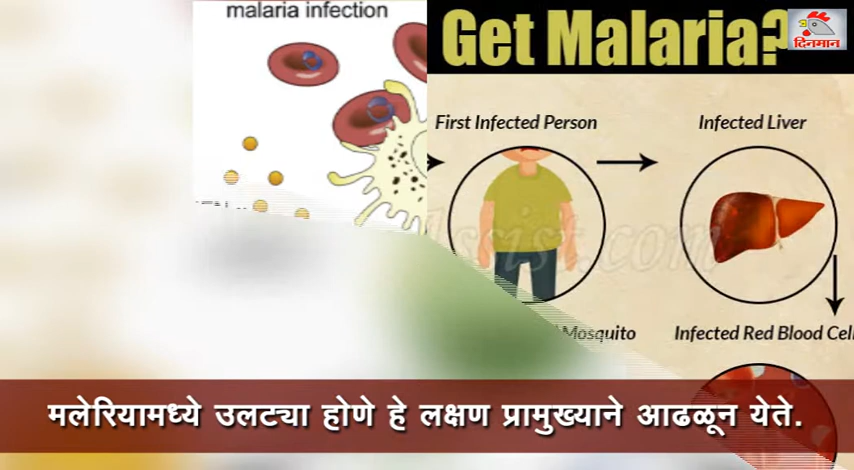 malaria infection
Get Malaria?
दिनमान
First Infected Person
Infected Liver
Mosquito
Infected Red Blood Cell
मलेरियामध्ये उलट्या होणे हे लक्षण प्रामुख्याने आढळून येते.